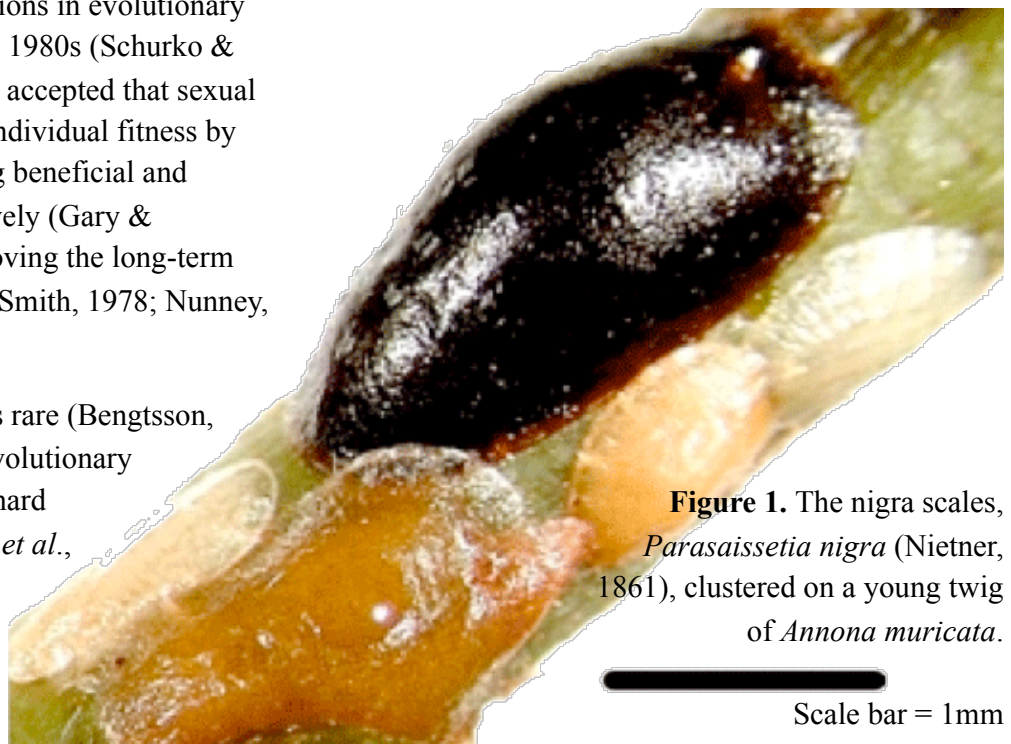 ions in evolutionary
1980s (Schurko &
accepted that sexual
ndividual fitness by
g beneficial and
vely (Gary &
oving the long-term
Smith, 1978; Nunney,
s rare (Bengtsson,
volutionary
hard
et al.,
Figure 1. The nigra scales,
Parasaissetia nigra (Nietner,
1861), clustered on a young twig
of Annona muricata.
Scale bar = 1mm